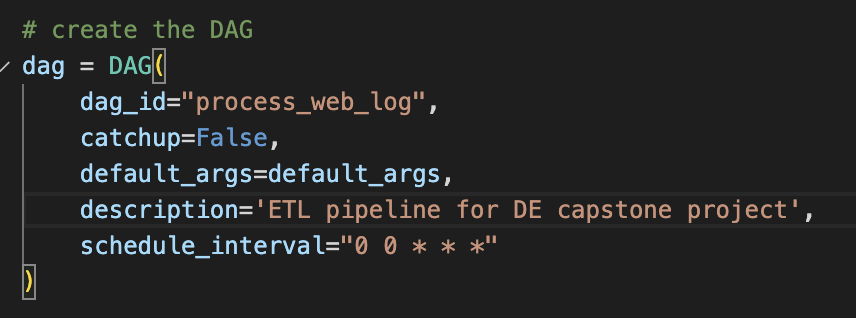 # create the DAG
dag = DAG(
    dag_id="process_web_log",
    catchup=False,
    default_args=default_args,
    description='ETL pipeline for DE capstone project',
    schedule_interval="0 0 * * *"
)